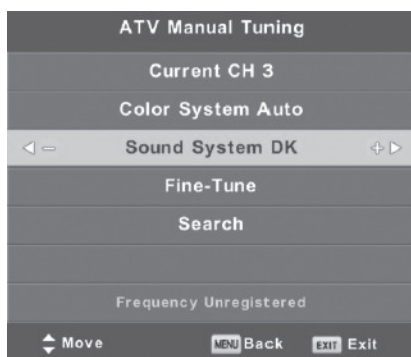 ATV Manual Tuning
Current CH 3
Color System Auto
Sound System DK
Fine-Tune
Search
Frequency Unregistered
Move MENU Back EXIT Exit